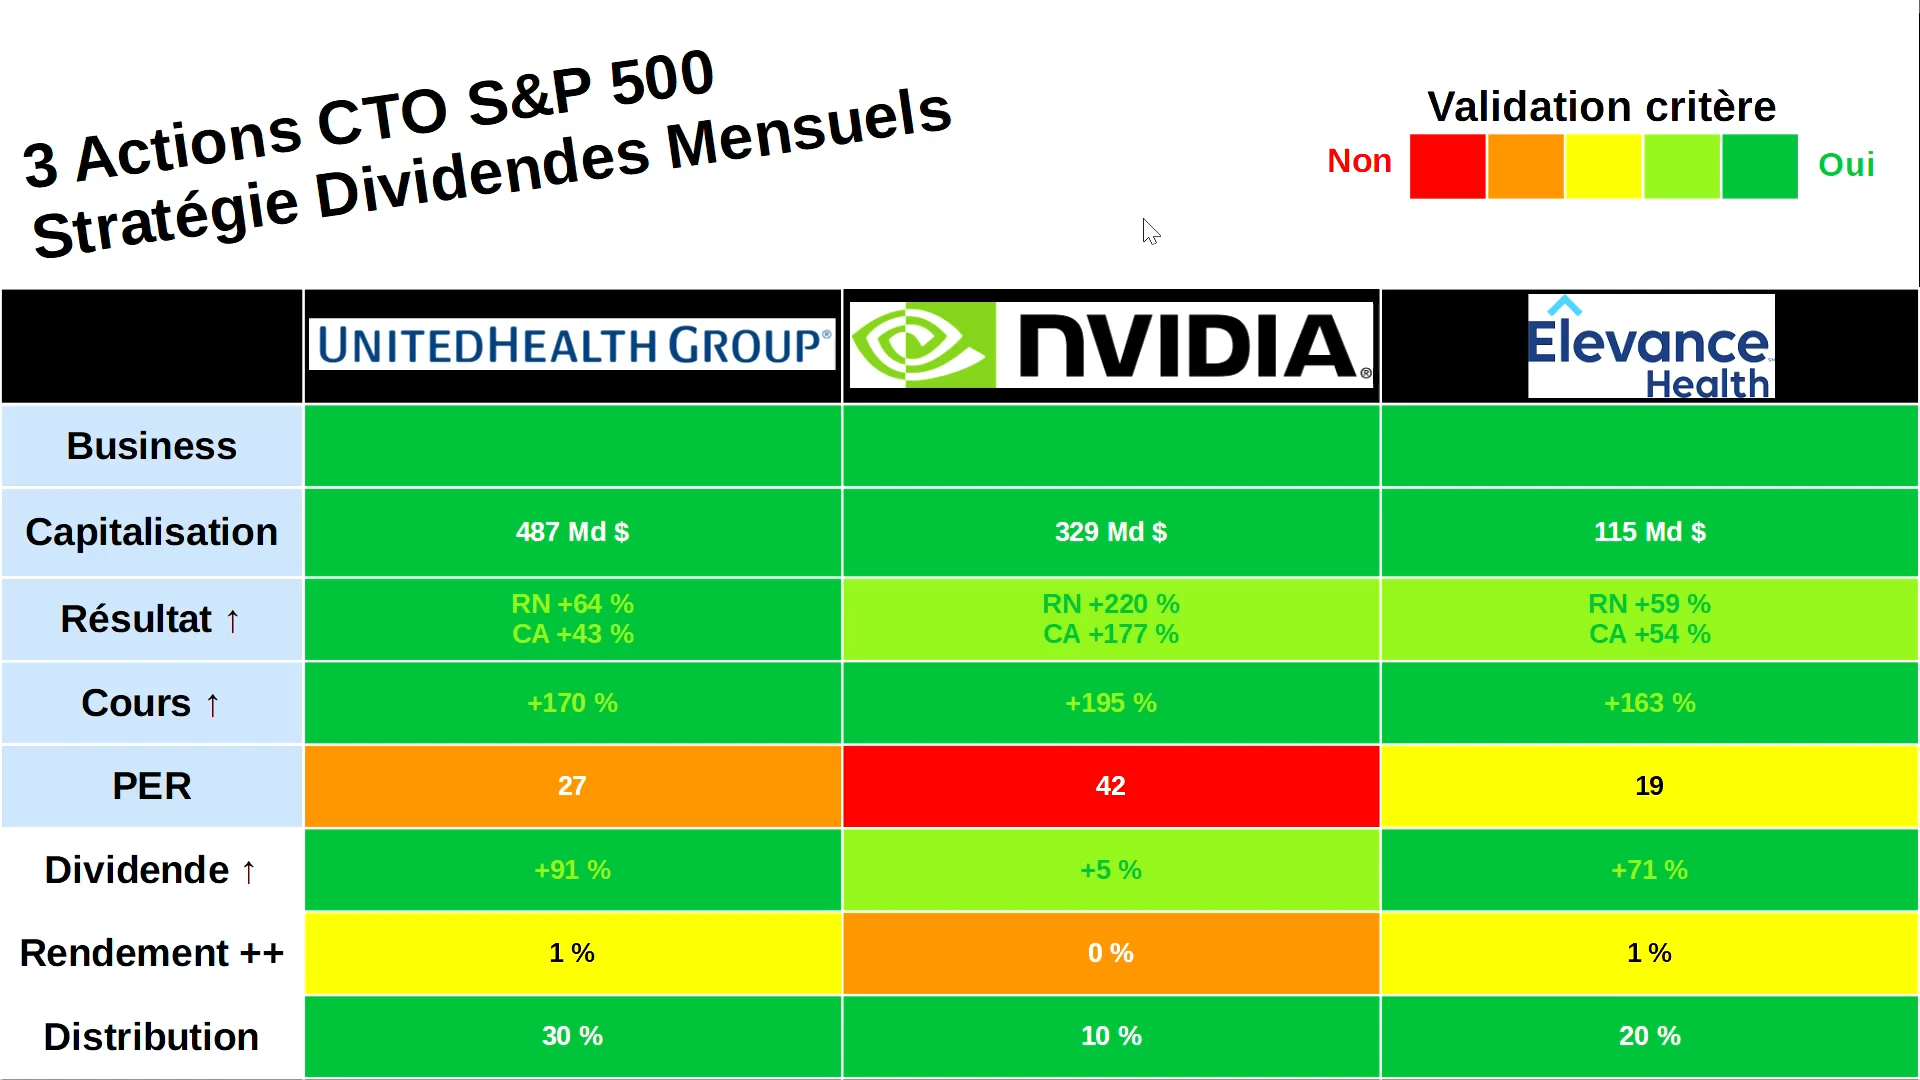 3 Actions CTO S&P 500
Stratégie Dividendes Mensuels
Validation critère
Non
Oui
UNITEDHEALTH GROUP®
NVIDIA®
Elevance
Health
Business
Capitalisation
487 Md $
329 Md $
115 Md $
Résultat ↑
RN +64 %
CA +43 %
RN +220 %
CA +177 %
RN +59 %
CA +54 %
Cours ↑
+170 %
+195 %
+163 %
PER
27
42
19
Dividende ↑
+91 %
+5 %
+71 %
Rendement ++
1 %
0 %
1 %
Distribution
30 %
10 %
20 %